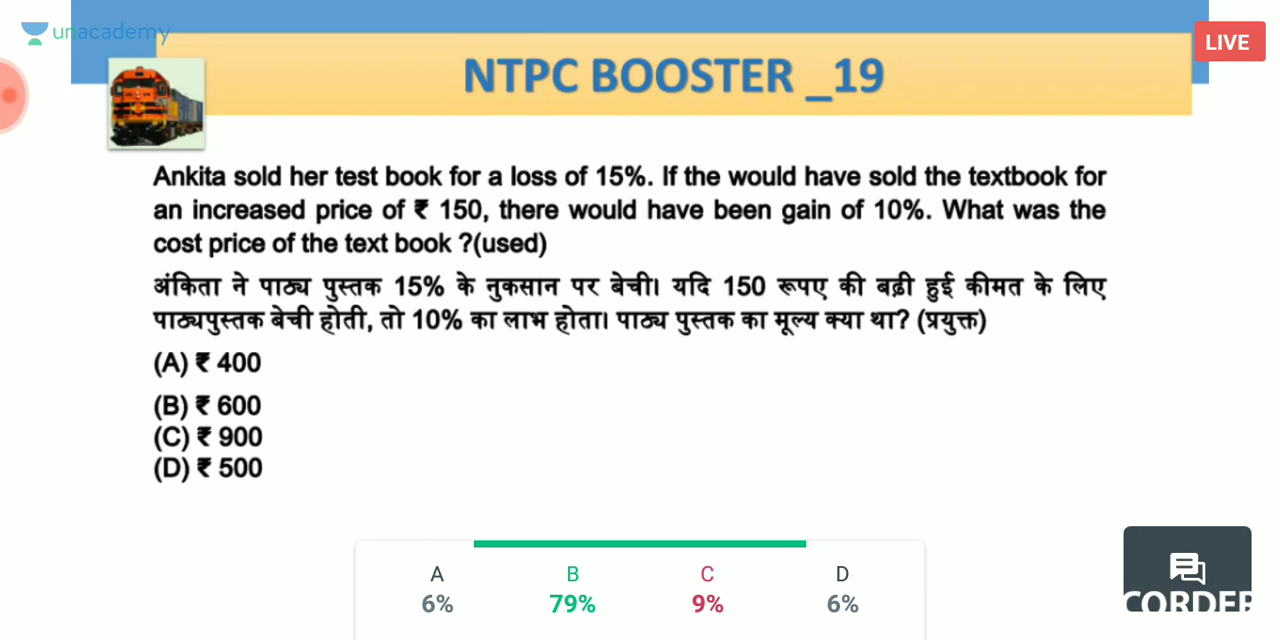 unacademy
LIVE
NTPC BOOSTER _19
Ankita sold her test book for a loss of 15%. If the would have sold the textbook for
an increased price of ₹ 150, there would have been gain of 10%. What was the
cost price of the text book ?(used)
अंकिता ने पाठ्य पुस्तक 15% के नुकसान पर बेची। यदि 150 रूपए की बढ़ी हुई कीमत के लिए
पाठ्यपुस्तक बेची होती, तो 10% का लाभ होता। पाठ्य पुस्तक का मूल्य क्या था? (प्रयुक्त)
(A) ₹ 400
(B) ₹ 600
(C) ₹ 900
(D) ₹ 500
A B C D
6% 79% 9% 6%